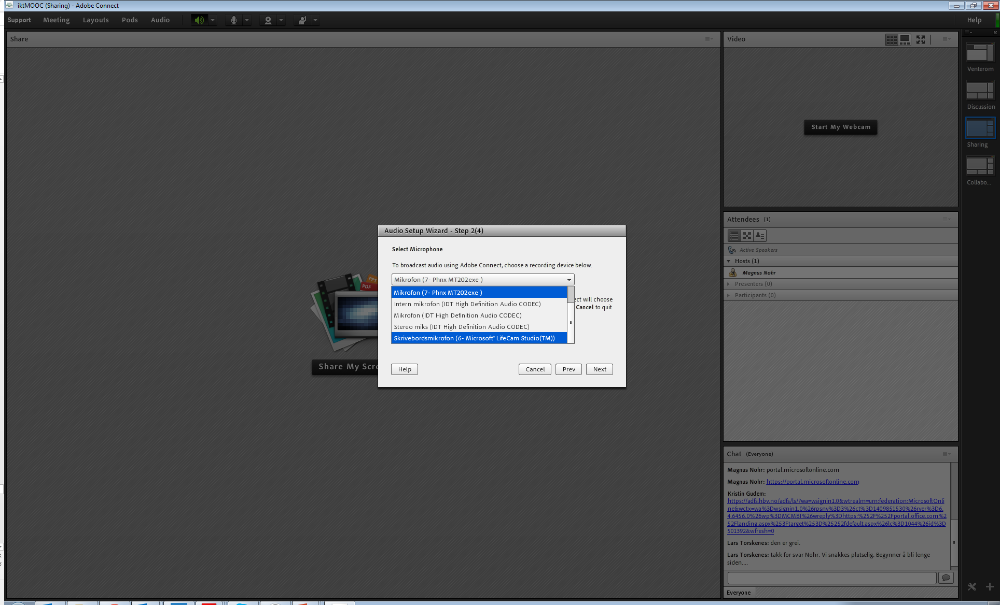 iktMOOC (Sharing) - Adobe Connect
Support Meeting Layouts Pods Audio Help
Share
Video
Start My Webcam
Venterom
Discussion
Sharing
Collabo...
PPT
PDF
Share My Scre
Audio Setup Wizard - Step 2(4)
Select Microphone
To broadcast audio using Adobe Connect, choose a recording device below.
Mikrofon (7- Phnx MT202exe )
Mikrofon (7- Phnx MT202exe )
Intern mikrofon (IDT High Definition Audio CODEC)
Mikrofon (IDT High Definition Audio CODEC)
Stereo miks (IDT High Definition Audio CODEC)
Skrivebordsmikrofon (6- Microsoft® LifeCam Studio(TM))
ect will choose
Cancel to quit
Help Cancel Prev Next
Attendees (1)
Active Speakers
Hosts (1)
Magnus Nohr
Presenters (0)
Participants (0)
Chat (Everyone)
Magnus Nohr: portal.microsoftonline.com
Magnus Nohr: https://portal.microsoftonline.com
Kristin Gudem:
https://adfs.hbv.no/adfs/ls/?wa=wsignin1.0&wtrealm=urn:federation:MicrosoftOnli
ne&wctx=wa%3Dwsignin1.0%26rpsnv%3D3%26ct%3D1409851530%26rver%3D6.
4.6456.0%26wp%3DMCMBI%26wreply%3Dhttps:%252F%252Fportal.office.com%2
52Flanding.aspx%253Ftarget%253D%25252fdefault.aspx%26lc%3D1044%26id%3D
501392&wfresh=0
Lars Torskenes: den er grei.
Lars Torskenes: takk for svar Nohr. Vi snakkes plutselig. Begynner å bli lenge
siden....
Everyone